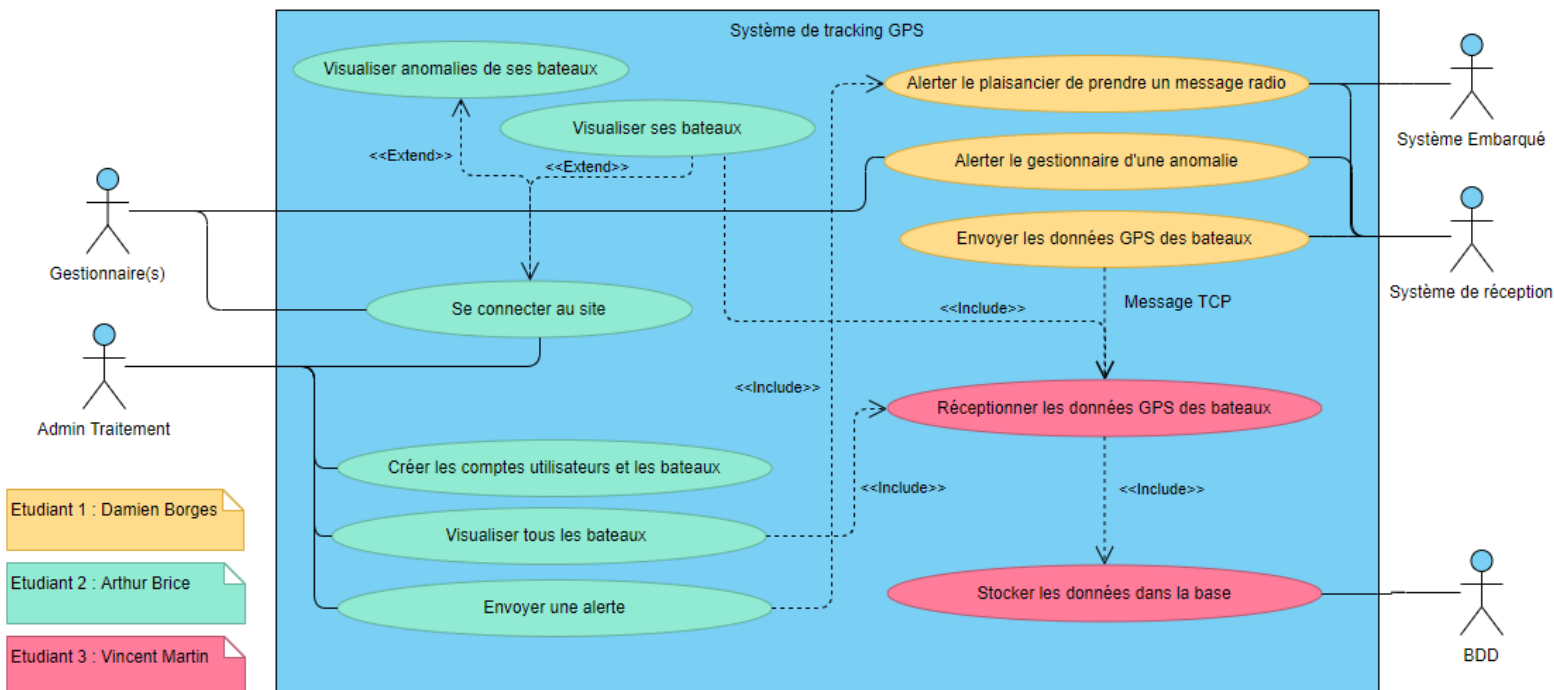 Système de tracking GPS
Visualiser anomalies de ses bateaux
Alerter le plaisancier de prendre un message radio
Visualiser ses bateaux
Système Embarqué
<<Extend>>
<<Extend>>
Alerter le gestionnaire d'une anomalie
Envoyer les données GPS des bateaux
Gestionnaire(s)
Système de réception
Se connecter au site
<<Include>>
Message TCP
<<Include>>
Admin Traitement
Réceptionner les données GPS des bateaux
Créer les comptes utilisateurs et les bateaux
<<Include>>
<<Include>>
Etudiant 1 : Damien Borges
Visualiser tous les bateaux
Etudiant 2 : Arthur Brice
Envoyer une alerte
Stocker les données dans la base
Etudiant 3 : Vincent Martin
BDD